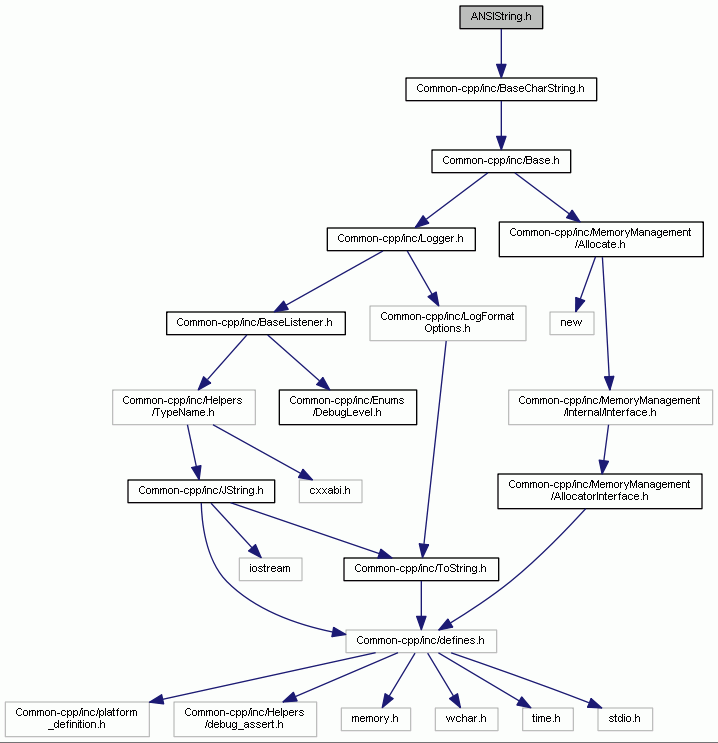 ANSIString.h
Common-cpp/inc/BaseCharString.h
Common-cpp/inc/Base.h
Common-cpp/inc/Logger.h
Common-cpp/inc/MemoryManagement
/Allocate.h
Common-cpp/inc/BaseListener.h
Common-cpp/inc/LogFormat
Options.h
new
Common-cpp/inc/Helpers
/TypeName.h
Common-cpp/inc/Enums
/DebugLevel.h
Common-cpp/inc/MemoryManagement
/Internal/Interface.h
Common-cpp/inc/JString.h
cxxabi.h
Common-cpp/inc/MemoryManagement
/AllocatorInterface.h
iostream
Common-cpp/inc/ToString.h
Common-cpp/inc/defines.h
Common-cpp/inc/platform
_definition.h
Common-cpp/inc/Helpers
/debug_assert.h
memory.h
wchar.h
time.h
stdio.h